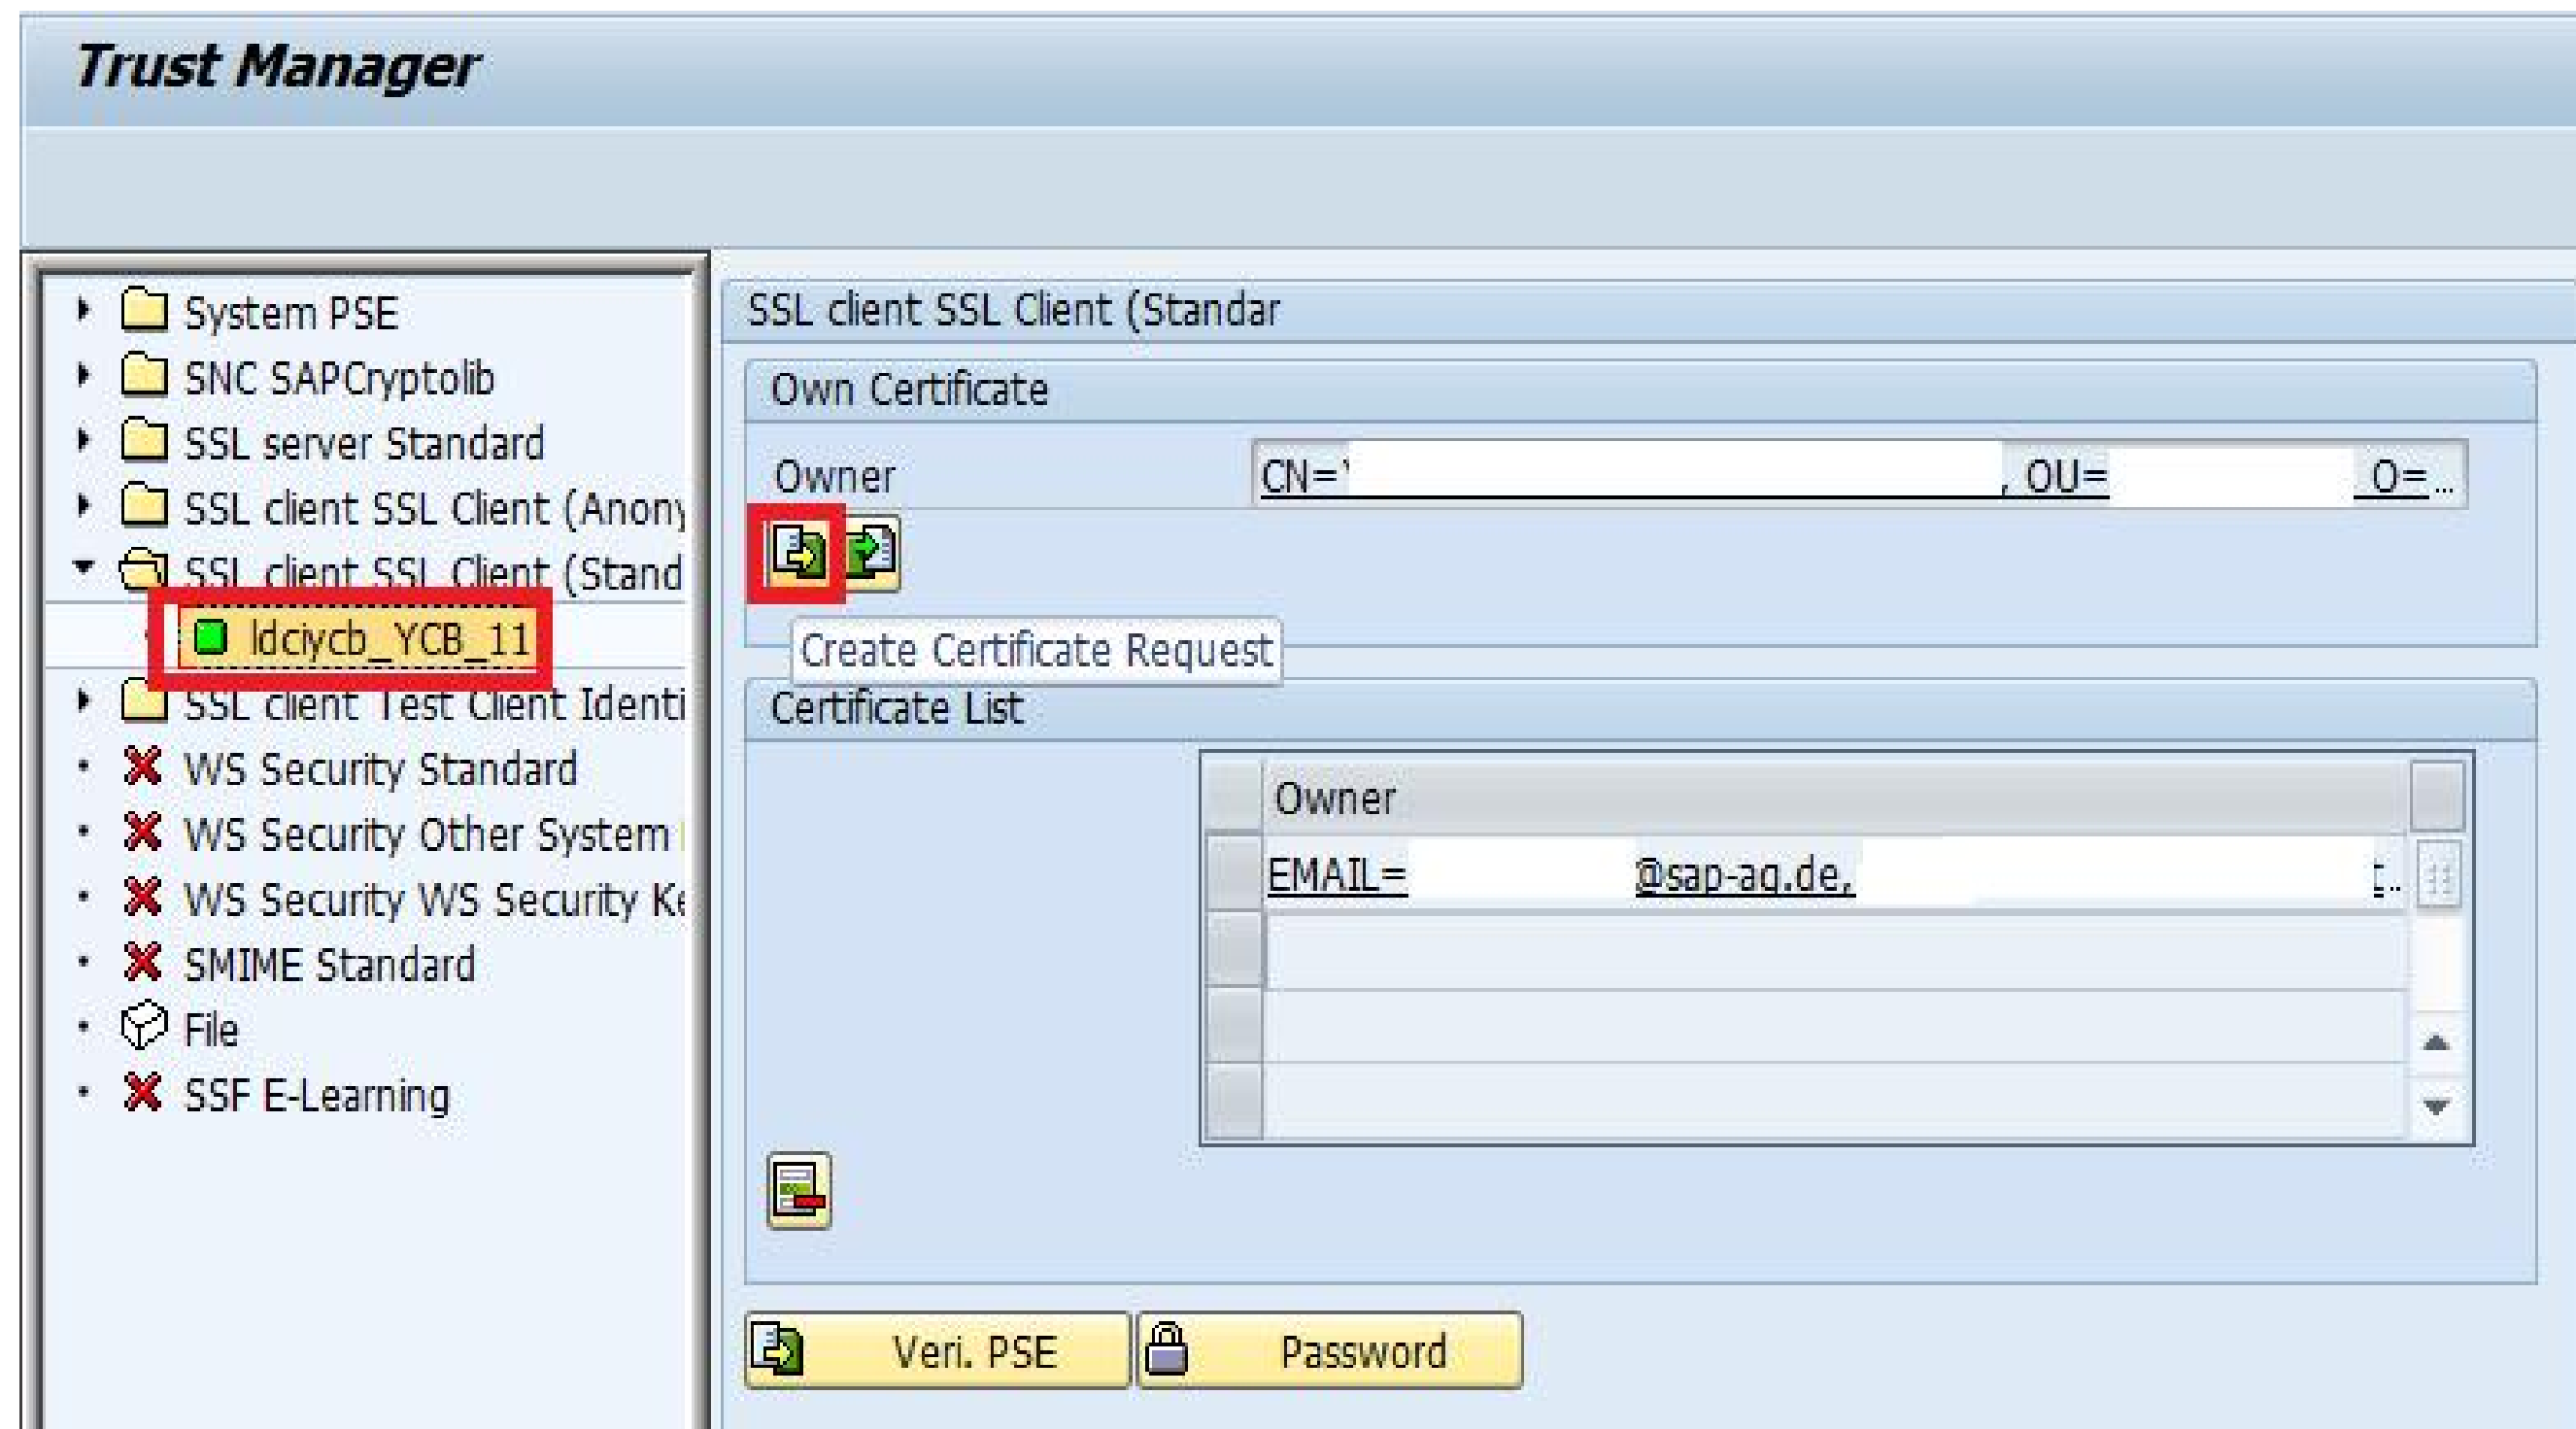 Trust Manager
System PSE
SNC SAPCryptolib
SSL server Standard
SSL client SSL Client (Anony
SSL client SSL Client (Stand
ldciycb_YCB_11
SSL client Test Client Identi
WS Security Standard
WS Security Other System
WS Security WS Security Ke
SMIME Standard
File
SSF E-Learning
SSL client SSL Client (Standar
Own Certificate
Owner CN= , OU= O=...
Create Certificate Request
Certificate List
Owner
EMAIL= @sap-ag.de,
Veri. PSE Password